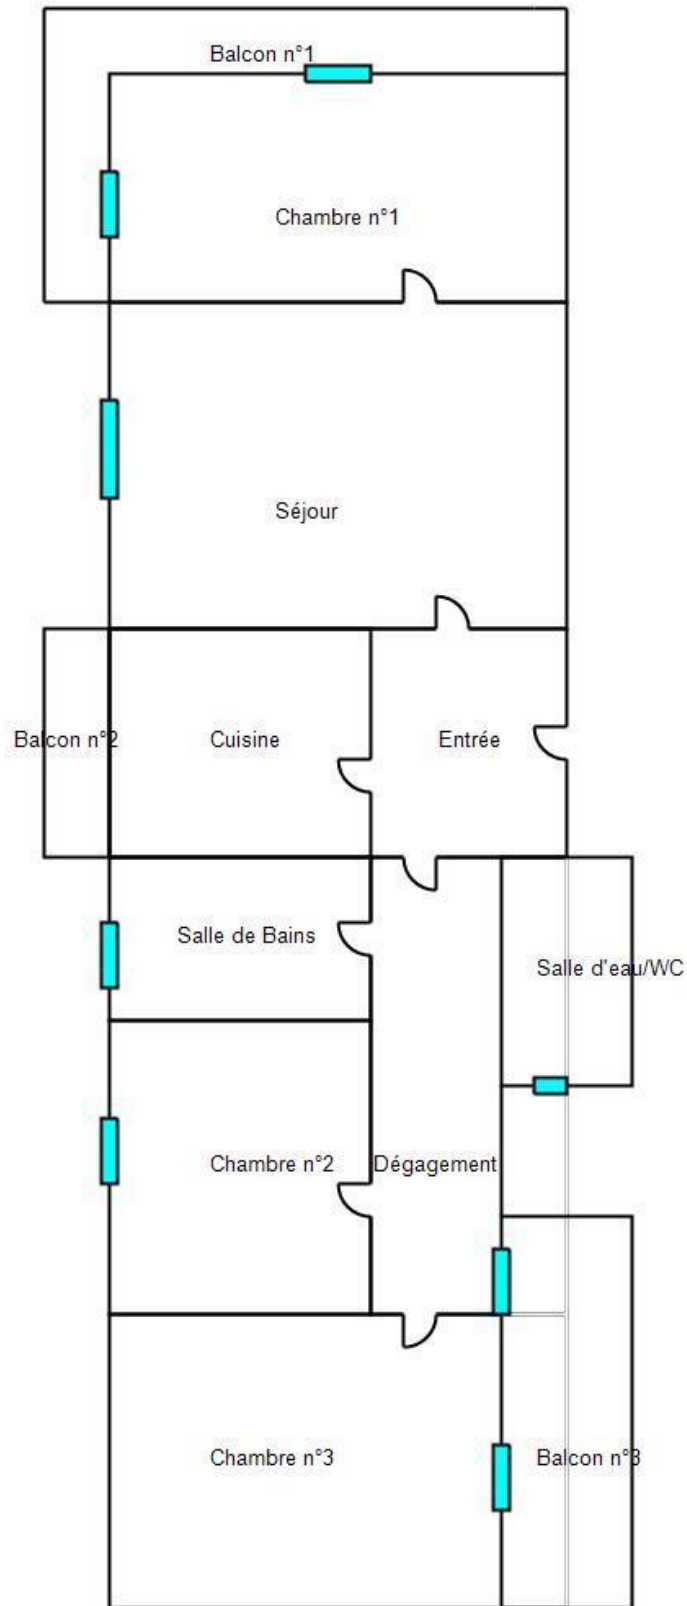 Balcon n°1
Chambre n°1
Séjour
Balcon n°2
Cuisine
Entrée
Salle de Bains
Salle d'eau/WC
Chambre n°2
Dégagement
Chambre n°3
Balcon n°3